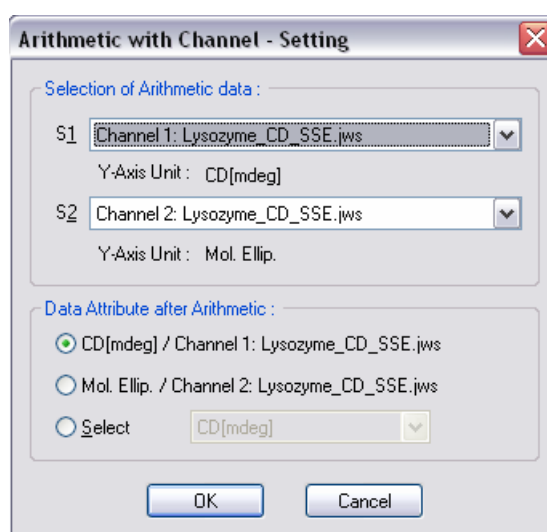 Arithmetic with Channel - Setting
Selection of Arithmetic data :
S1 Channel 1: Lysozyme_CD_SSE.jws
Y-Axis Unit : CD[mdeg]
S2 Channel 2: Lysozyme_CD_SSE.jws
Y-Axis Unit : Mol. Ellip.
Data Attribute after Arithmetic :
CD[mdeg] / Channel 1: Lysozyme_CD_SSE.jws
Mol. Ellip. / Channel 2: Lysozyme_CD_SSE.jws
Select CD[mdeg]
OK Cancel